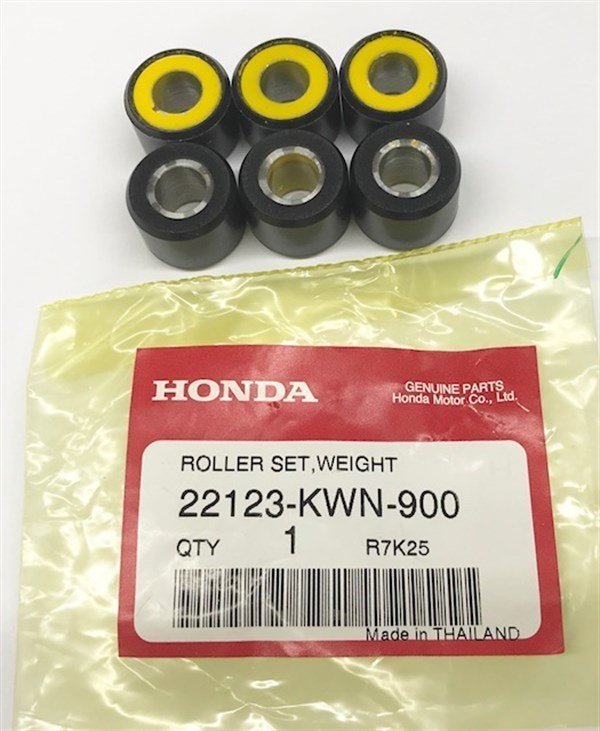 HONDA
GENUINE PARTS
Honda Motor Co., Ltd.
ROLLER SET,WEIGHT
22123-KWN-900
QTY 1 R7K25
Made in THAILAND